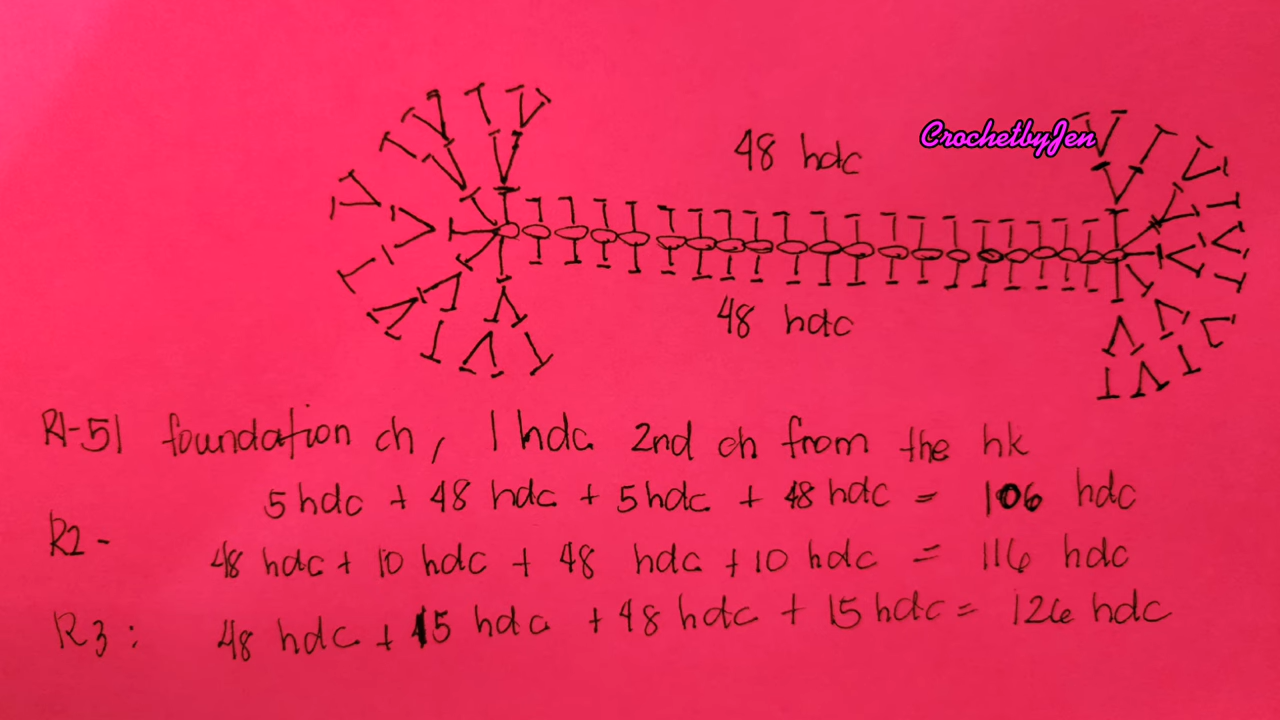 48 hdc
CrochetbyJen
48 hdc
R1-51 foundation ch, 1 hdc 2nd ch from the hk
5 hdc + 48 hdc + 5 hdc + 48 hdc = 106 hdc
R2 -
48 hdc + 10 hdc + 48 hdc + 10 hdc = 116 hdc
R3: 48 hdc + 15 hdc + 48 hdc + 15 hdc = 126 hdc